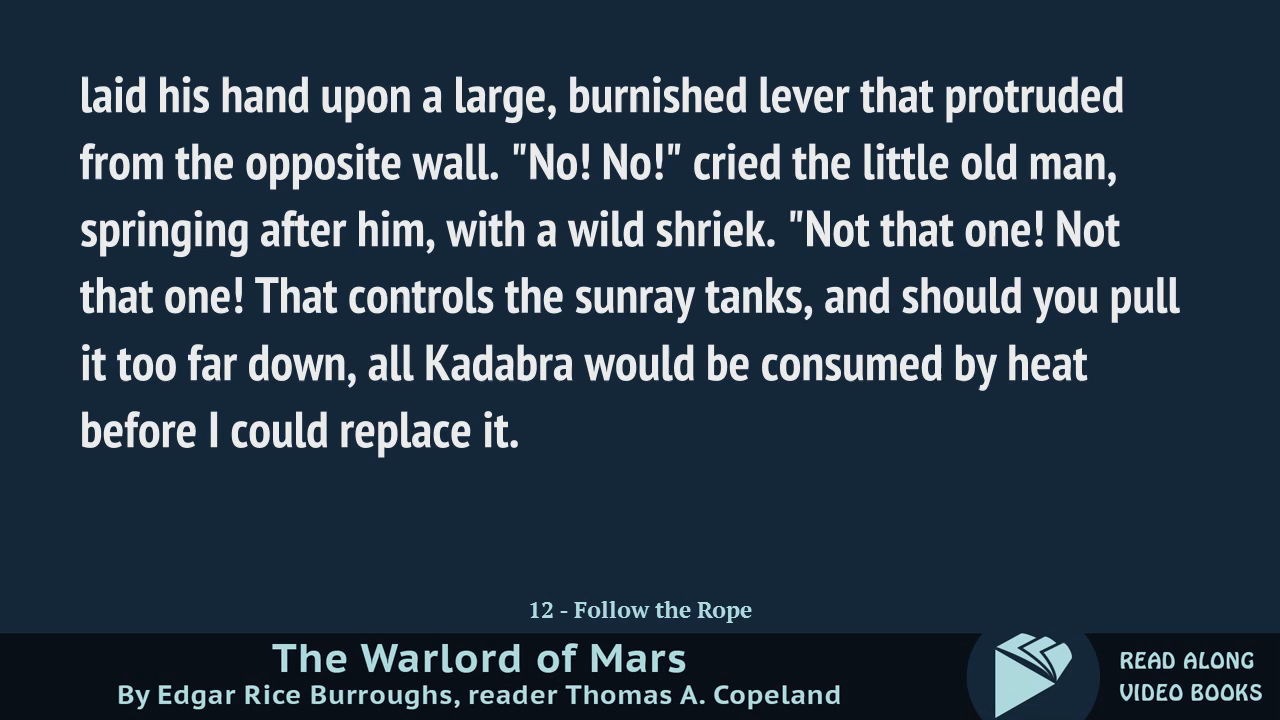 laid his hand upon a large, burnished lever that protruded
from the opposite wall. "No! No!" cried the little old man,
springing after him, with a wild shriek. "Not that one! Not
that one! That controls the sunray tanks, and should you pull
it too far down, all Kadabra would be consumed by heat
before I could replace it.
12 - Follow the Rope
The Warlord of Mars
By Edgar Rice Burroughs, reader Thomas A. Copeland
READ ALONG
VIDEO BOOKS